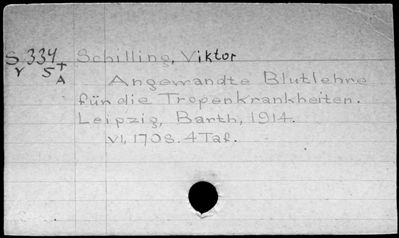 S 334 Schilling, Viktor
Y 5 + A
Angewandte Blutlehre
für die Tropenkrankheiten.
Leipzig, Barth, 1914.
VI, 170 S. 4 Taf.